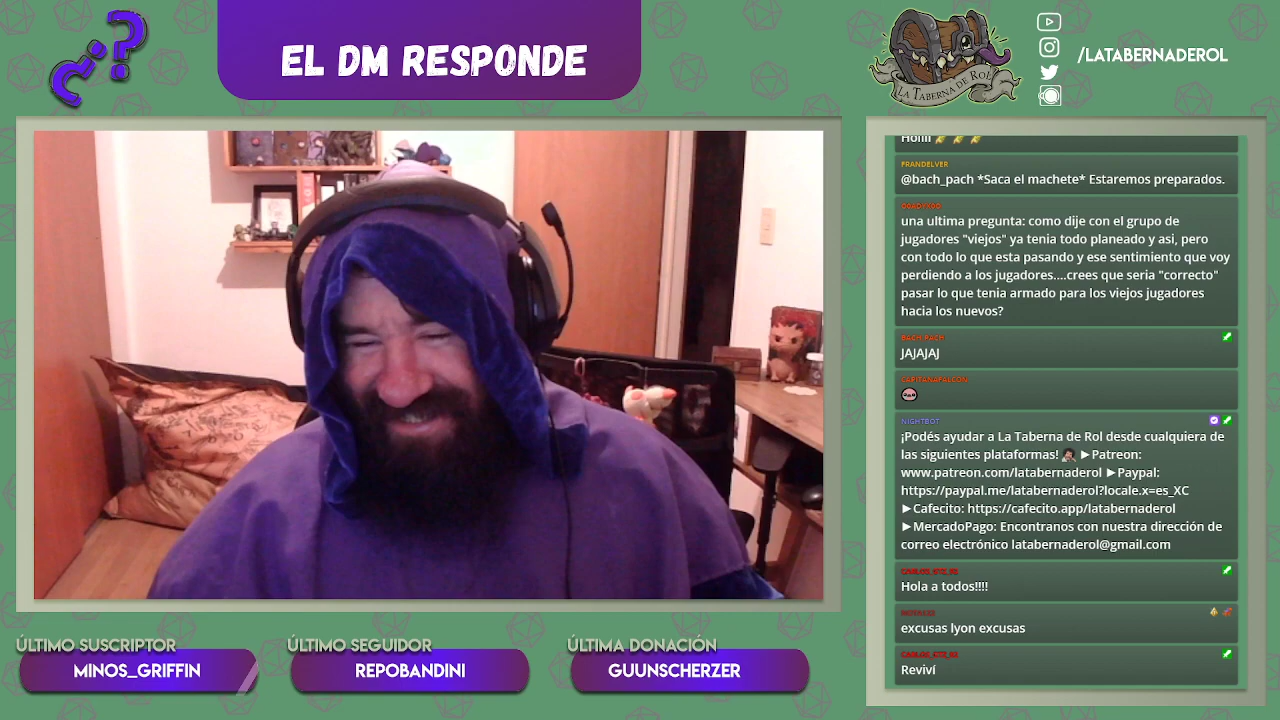 ¿?
EL DM RESPONDE
LA TABERNA DE ROL
/LATABERNADEROL
Holiii
FRANDELVER
@bach_pach *Saca el machete* Estaremos preparados.
una ultima pregunta: como dije con el grupo de
jugadores "viejos" ya tenia todo planeado y asi, pero
con todo lo que esta pasando y ese sentimiento que voy
perdiendo a los jugadores....crees que seria "correcto"
pasar lo que tenia armado para los viejos jugadores
hacia los nuevos?
BACH_PACH
JAJAJAJ
CAPITANAFALCON
NIGHTBOT
¡Podés ayudar a La Taberna de Rol desde cualquiera de
las siguientes plataformas! ►Patreon:
www.patreon.com/latabernaderol ►Paypal:
https://paypal.me/latabernaderol?locale.x=es_XC
►Cafecito: https://cafecito.app/latabernaderol
►MercadoPago: Encontranos con nuestra dirección de
correo electrónico latabernaderol@gmail.com
Hola a todos!!!!
excusas lyon excusas
Reviví
ÚLTIMO SUSCRIPTOR
MINOS_GRIFFIN
ÚLTIMO SEGUIDOR
REPOBANDINI
ÚLTIMA DONACIÓN
GUUNSCHERZER